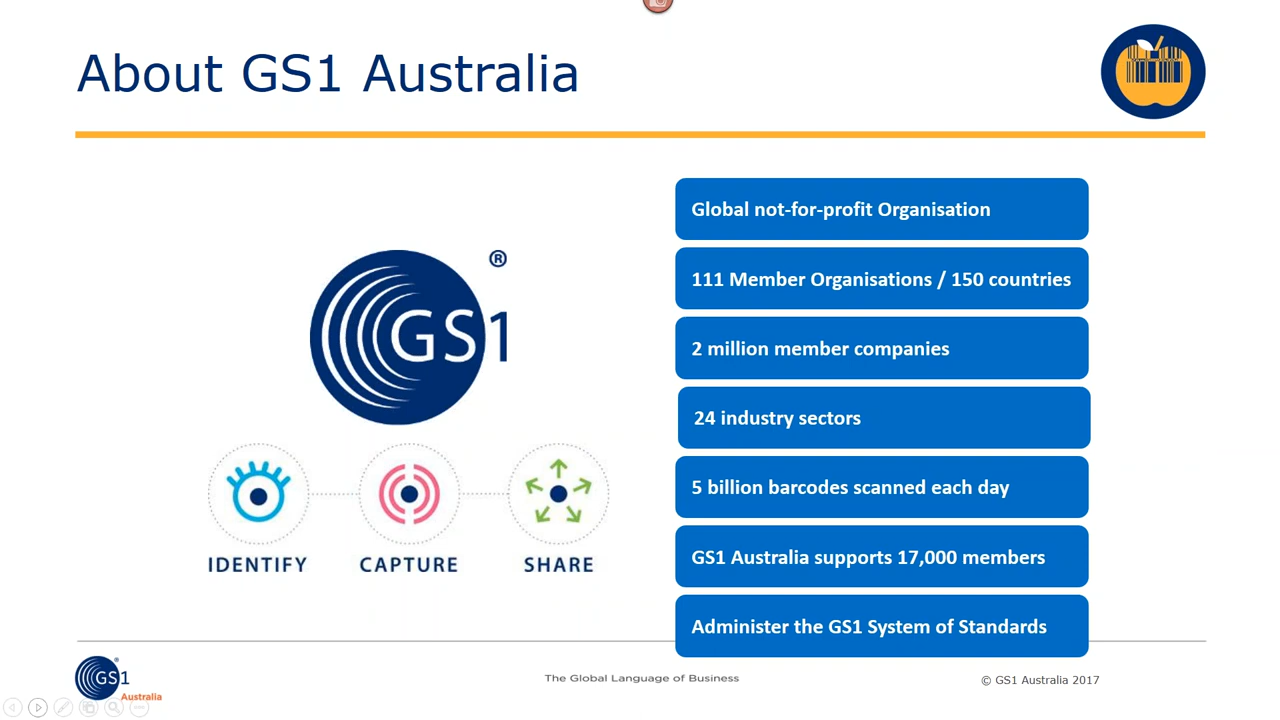 About GS1 Australia
Global not-for-profit Organisation
111 Member Organisations / 150 countries
2 million member companies
24 industry sectors
5 billion barcodes scanned each day
GS1 Australia supports 17,000 members
Administer the GS1 System of Standards
GS1 ®
IDENTIFY CAPTURE SHARE
GS1 ®
Australia
The Global Language of Business
© GS1 Australia 2017